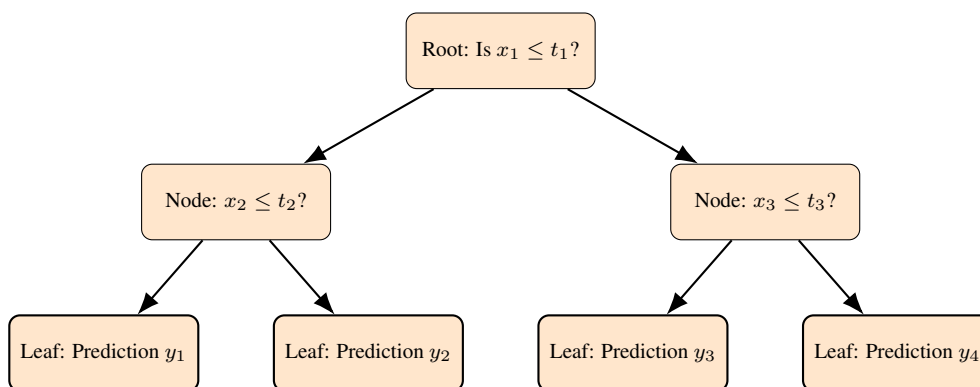 Root: Is x₁ ≤ t₁?
Node: x₂ ≤ t₂?
Node: x₃ ≤ t₃?
Leaf: Prediction y₁
Leaf: Prediction y₂
Leaf: Prediction y₃
Leaf: Prediction y₄